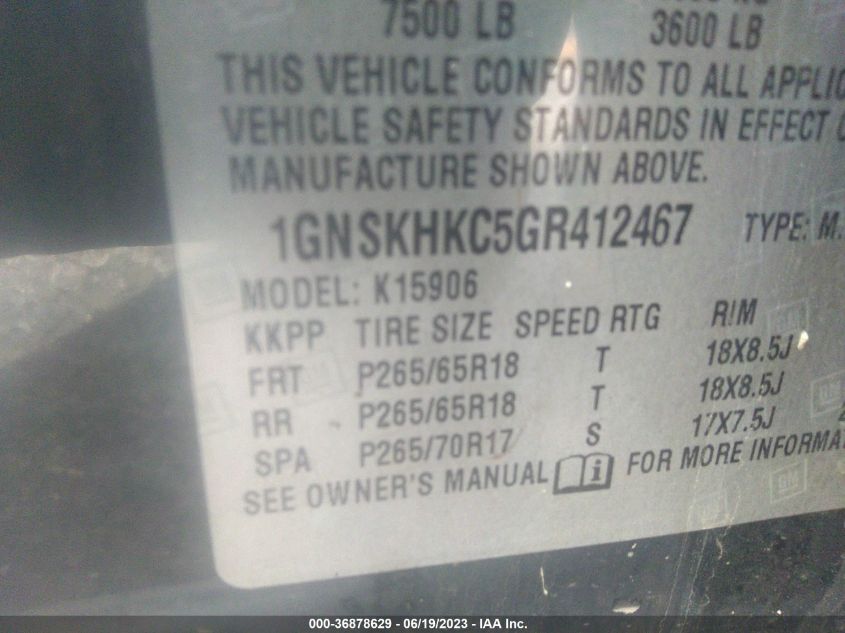 7500 LB 3600 LB
THIS VEHICLE CONFORMS TO ALL
VEHICLE SAFETY STANDARDS IN EFFECT
MANUFACTURE SHOWN ABOVE.
1GNSKHKC5GR412467 TYPE: M.
MODEL: K15906
KKPP TIRE SIZE SPEED RTG RIM
FRT P265/65R18 T 18X8.5J
RR P265/65R18 T 18X8.5J
SPA P265/70R17 S 17X7.5J
SEE OWNER'S MANUAL FOR MORE
GM
000-36878629 - 06/19/2023 - IAA Inc.